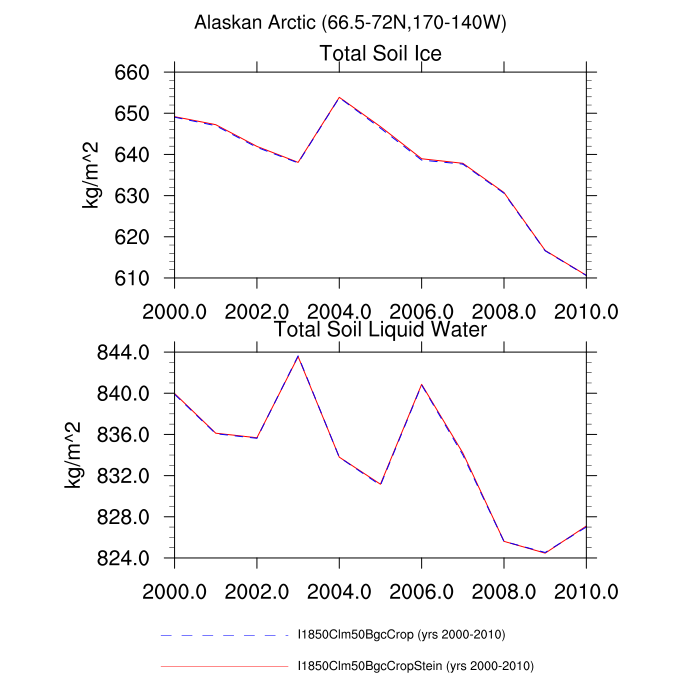 Alaskan Arctic (66.5-72N,170-140W)
Total Soil Ice
660
650
640
630
620
610
kg/m^2
2000.0 2002.0 2004.0 2006.0 2008.0 2010.0
Total Soil Liquid Water
844.0
840.0
836.0
832.0
828.0
824.0
kg/m^2
2000.0 2002.0 2004.0 2006.0 2008.0 2010.0
I1850Clm50BgcCrop (yrs 2000-2010)
I1850Clm50BgcCropStein (yrs 2000-2010)